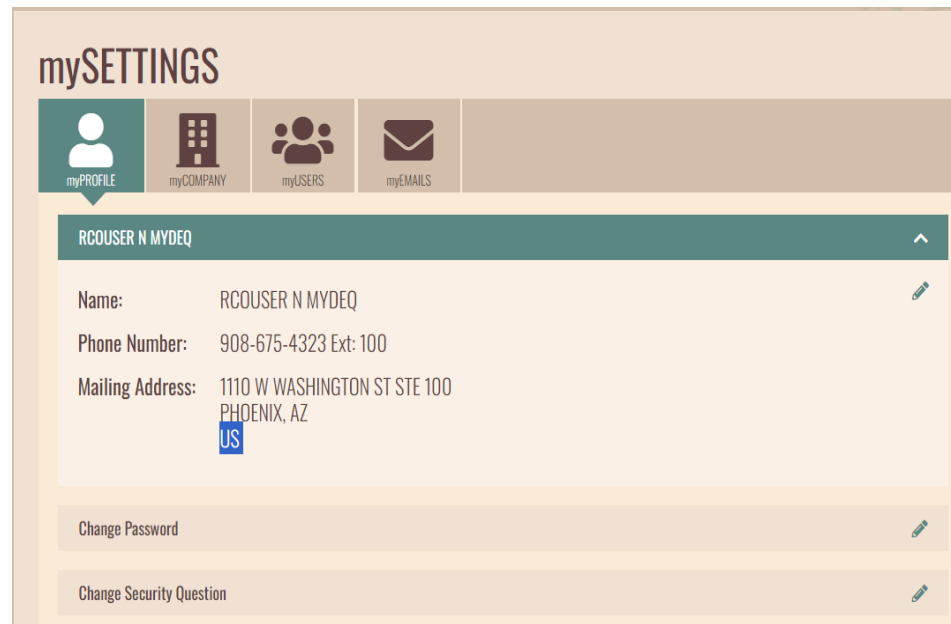 mySETTINGS
myPROFILE myCOMPANY myUSERS myEMAILS
RCOUSER N MYDEQ
Name: RCOUSER N MYDEQ
Phone Number: 908-675-4323 Ext: 100
Mailing Address: 1110 W WASHINGTON ST STE 100
PHOENIX, AZ
US
Change Password
Change Security Question